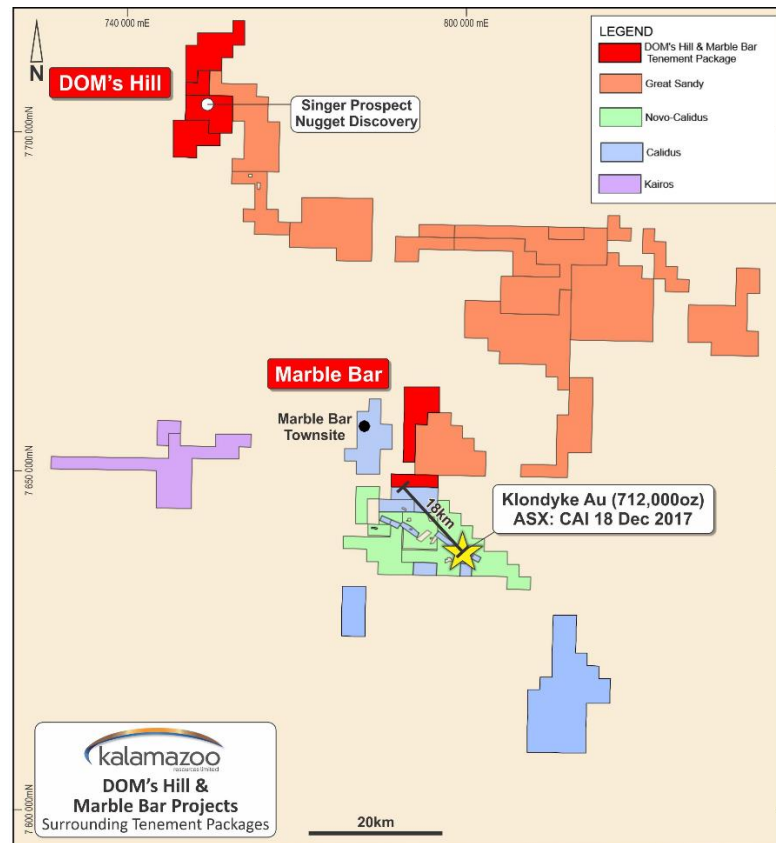 740 000 mE
800 000 mE
N
DOM's Hill
Singer Prospect
Nugget Discovery
LEGEND
DOM's Hill & Marble Bar
Tenement Package
Great Sandy
Novo-Calidus
Calidus
Kairos
7 700 000mN
Marble Bar
Marble Bar
Townsite
7 650 000mN
18km
Klondyke Au (712,000oz)
ASX: CAI 18 Dec 2017
kalamazoo
resources limited
DOM's Hill &
Marble Bar Projects
Surrounding Tenement Packages
7 600 000mN
20km